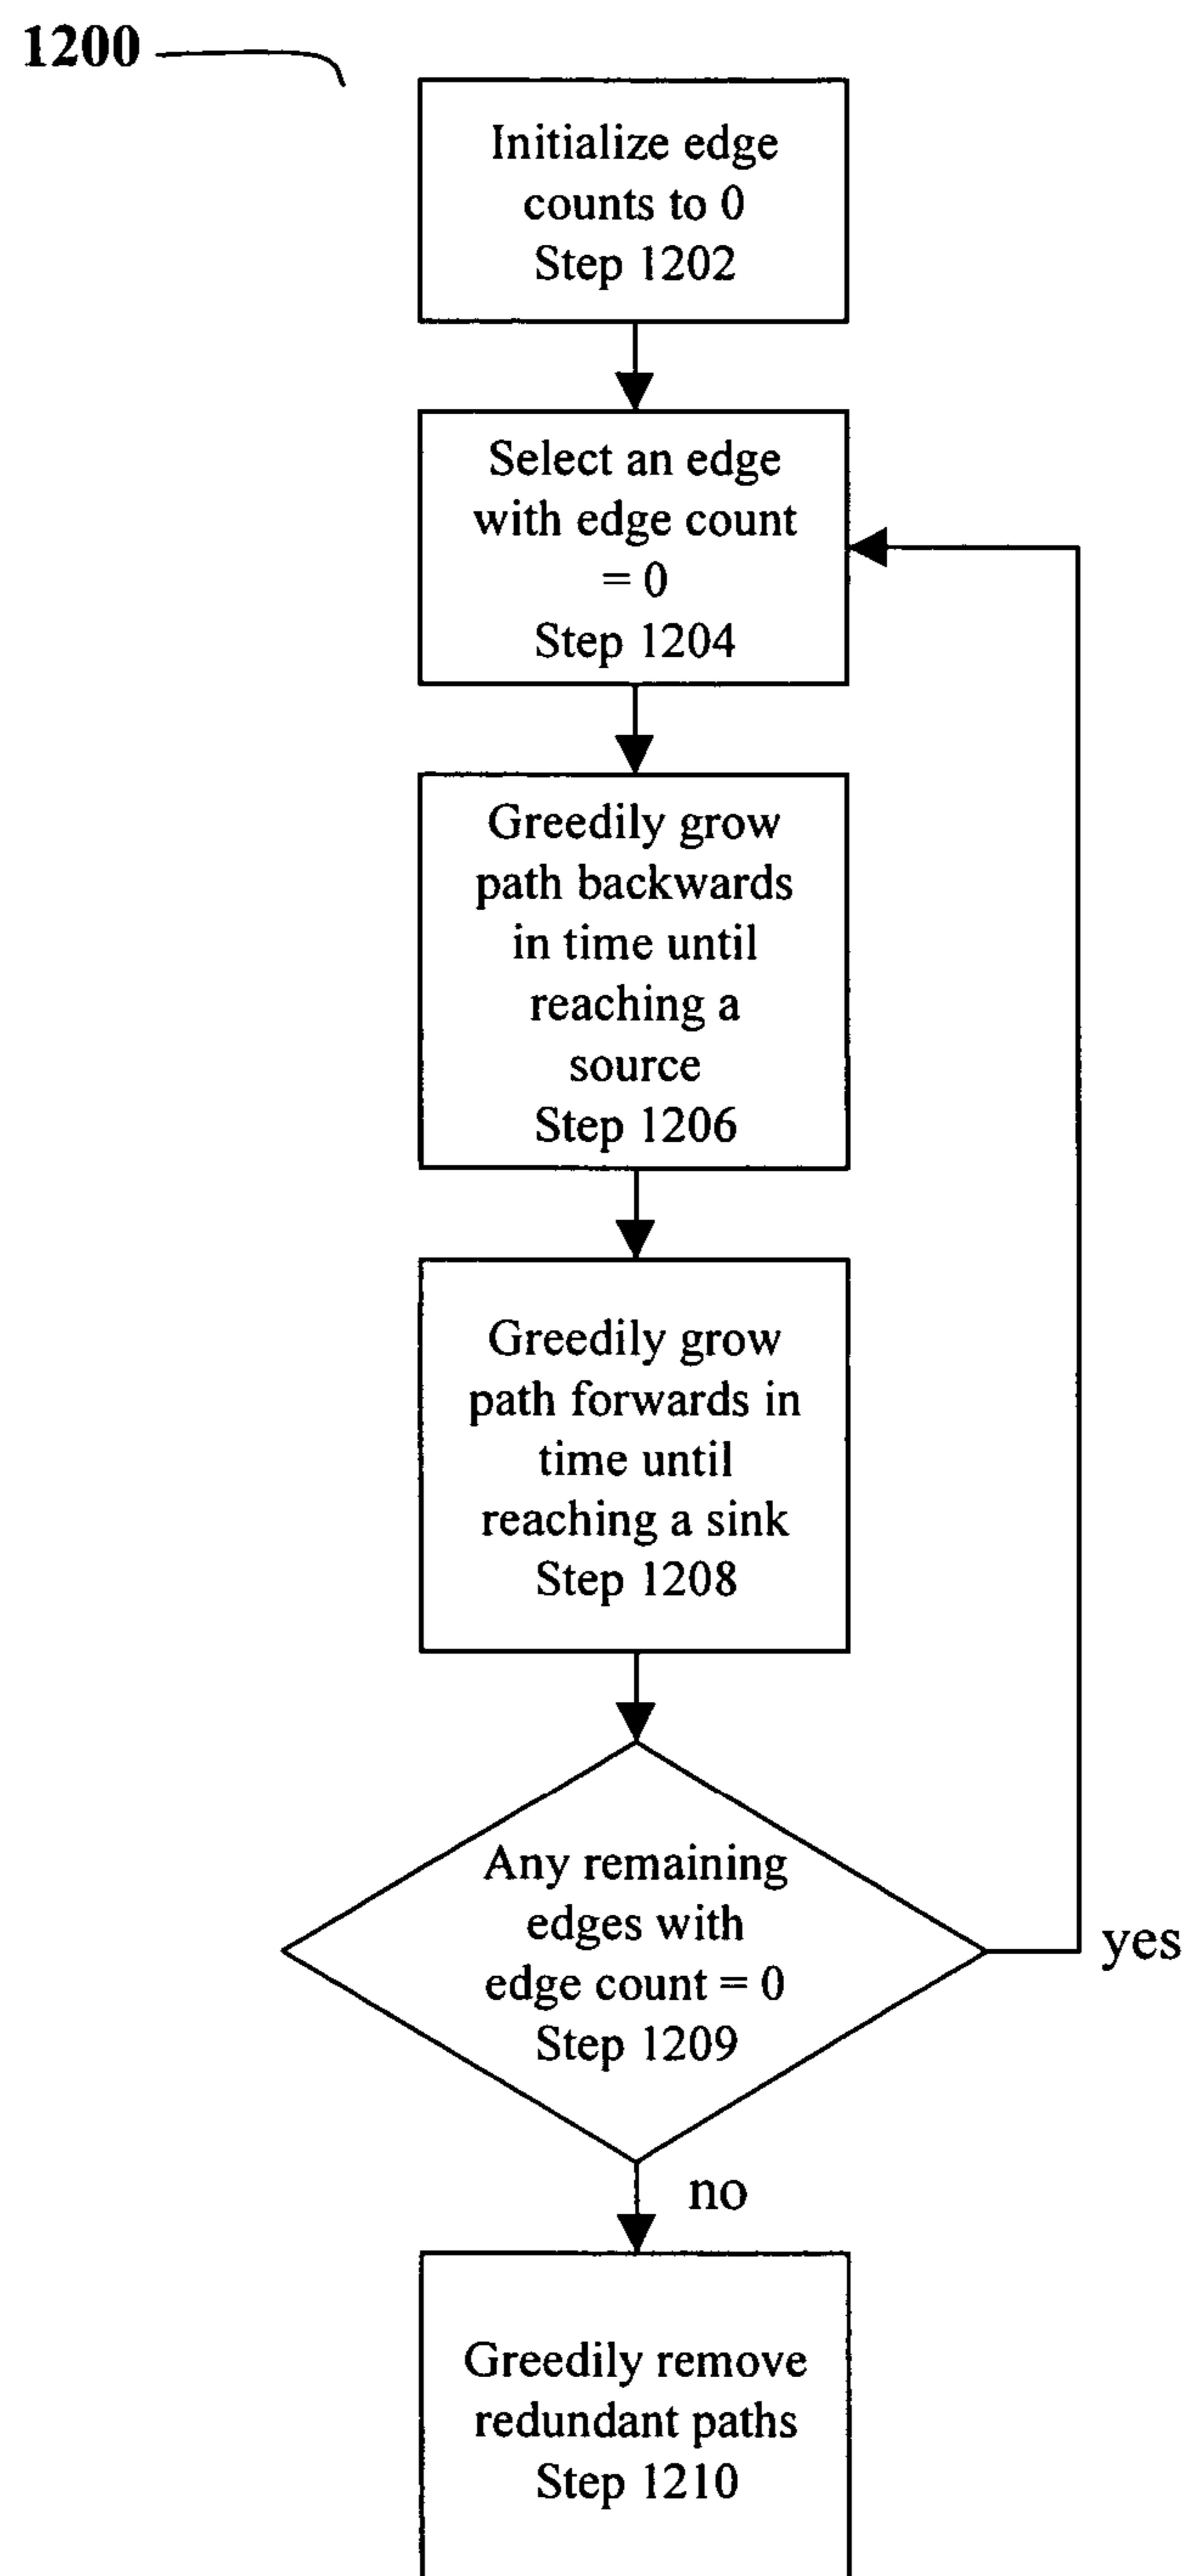 1200
Initialize edge
counts to 0
Step 1202
Select an edge
with edge count
= 0
Step 1204
Greedily grow
path backwards
in time until
reaching a
source
Step 1206
Greedily grow
path forwards in
time until
reaching a sink
Step 1208
Any remaining
edges with
edge count = 0
Step 1209
yes
no
Greedily remove
redundant paths
Step 1210